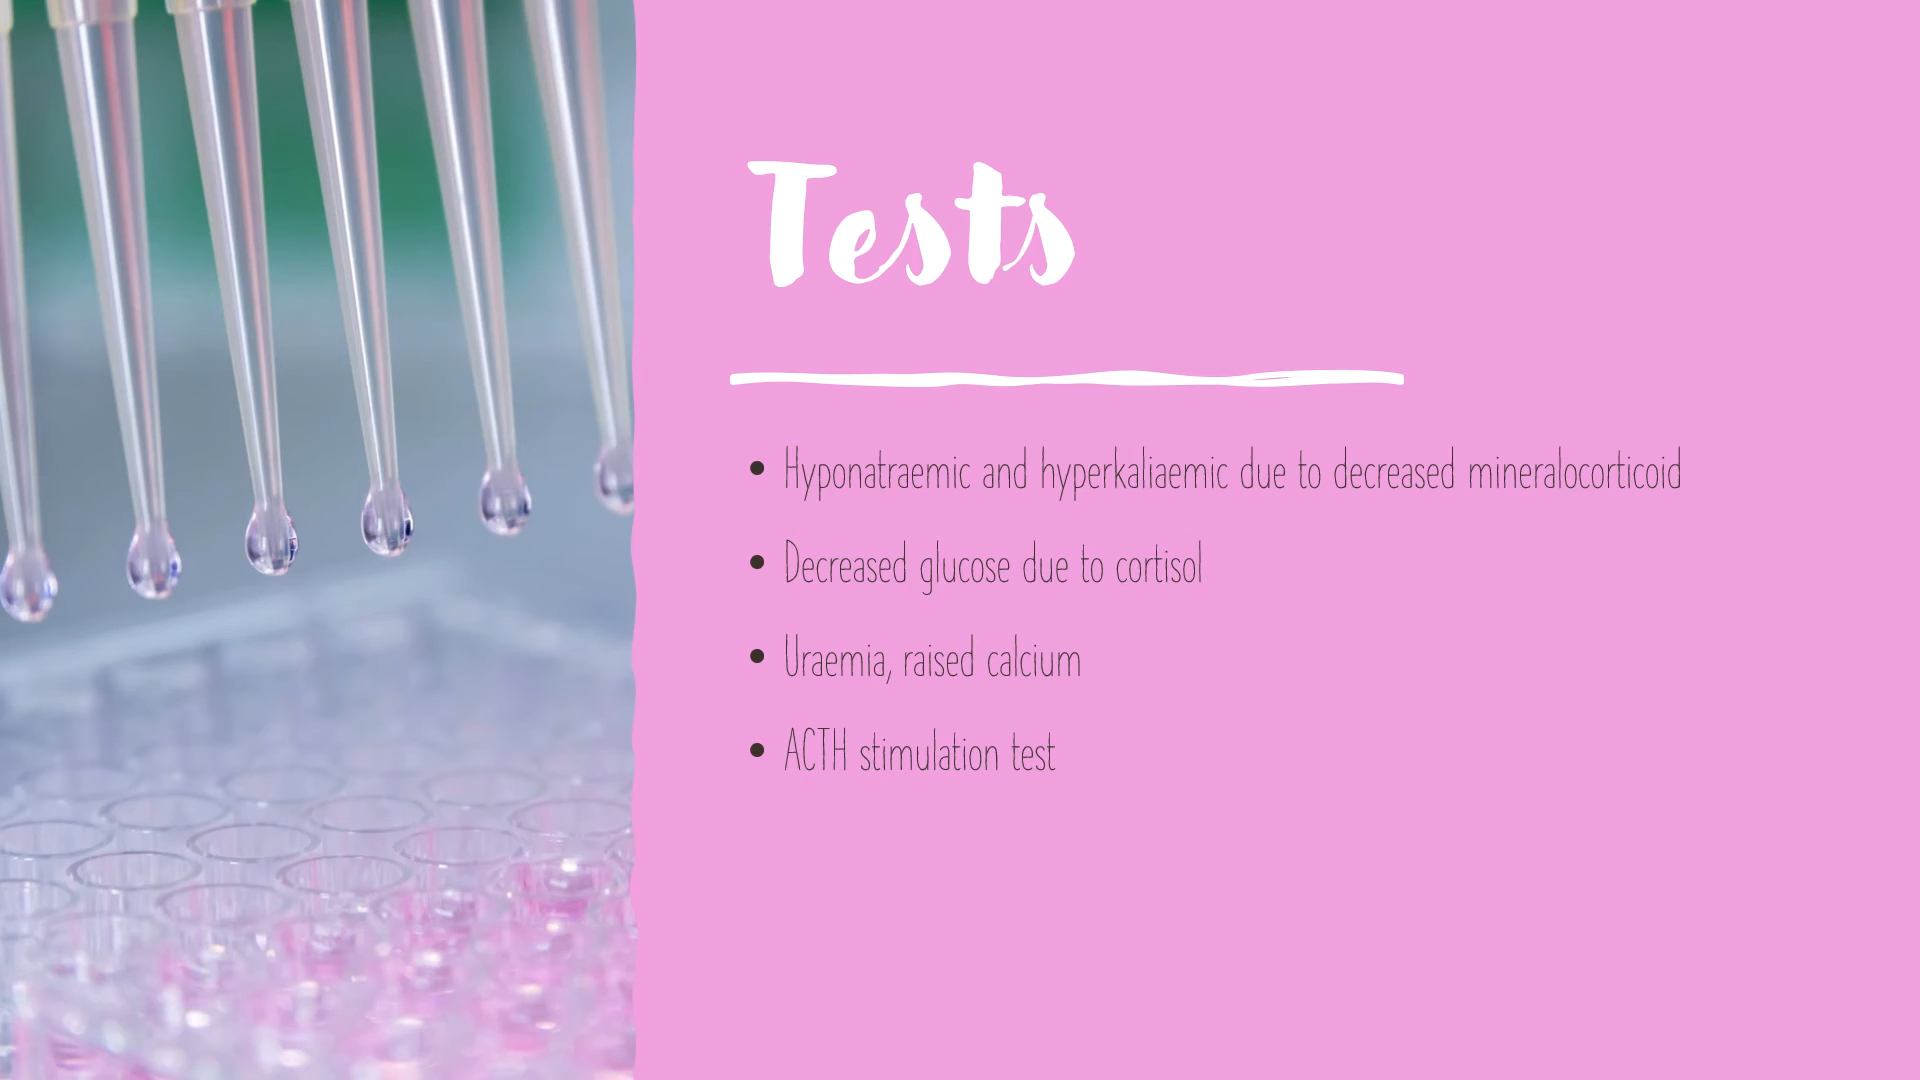 Tests
• Hyponatraemic and hyperkaliaemic due to decreased mineralocorticoid
• Decreased glucose due to cortisol
• Uraemia, raised calcium
• ACTH stimulation test